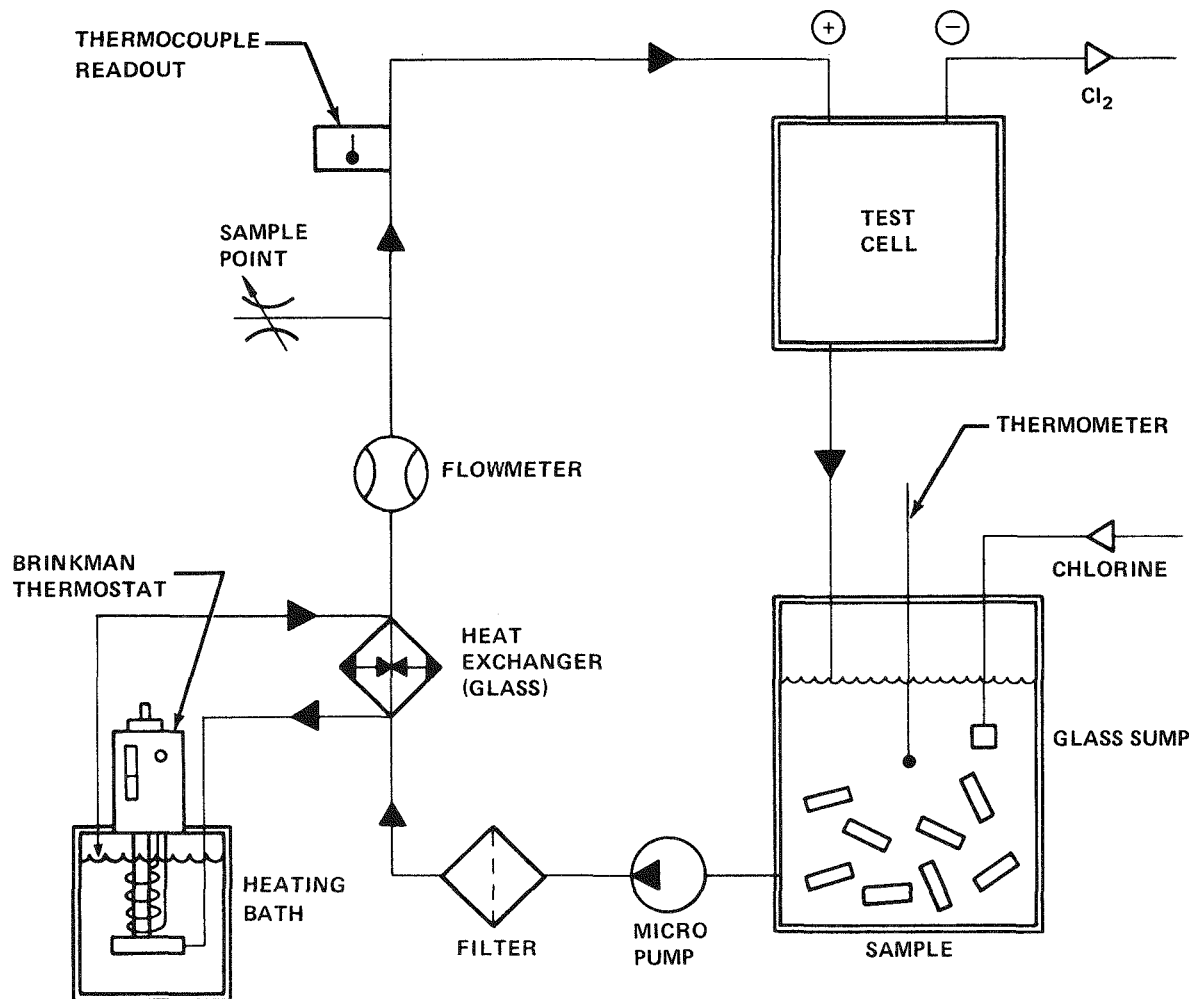 THERMOCOUPLE
READOUT
+
−
Cl₂
TEST
CELL
SAMPLE
POINT
THERMOMETER
FLOWMETER
BRINKMAN
THERMOSTAT
CHLORINE
HEAT
EXCHANGER
(GLASS)
GLASS SUMP
HEATING
BATH
FILTER
MICRO
PUMP
SAMPLE